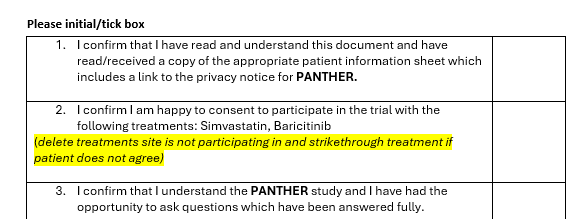 Please initial/tick box
1. I confirm that I have read and understand this document and have
read/received a copy of the appropriate patient information sheet which
includes a link to the privacy notice for PANTHER.
2. I confirm I am happy to consent to participate in the trial with the
following treatments: Simvastatin, Baricitinib
(delete treatments site is not participating in and strikethrough treatment if
patient does not agree)
3. I confirm that I understand the PANTHER study and I have had the
opportunity to ask questions which have been answered fully.